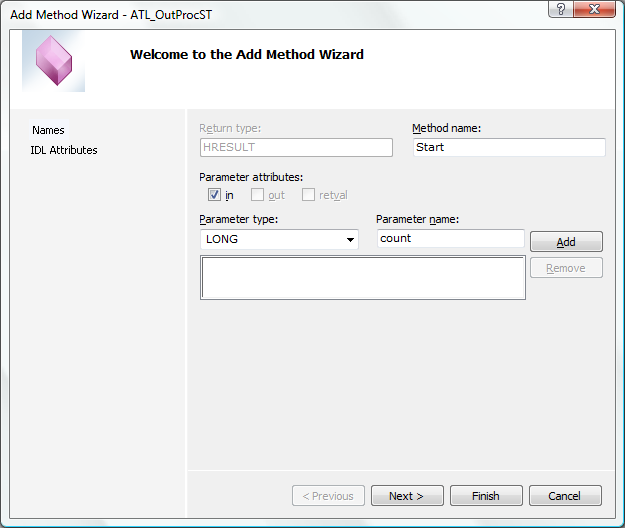 Add Method Wizard - ATL_OutProcST
Welcome to the Add Method Wizard
Names
IDL Attributes
Return type:
Method name:
HRESULT
Start
Parameter attributes:
in
out
retval
Parameter type:
Parameter name:
LONG
count
Add
Remove
< Previous
Next >
Finish
Cancel